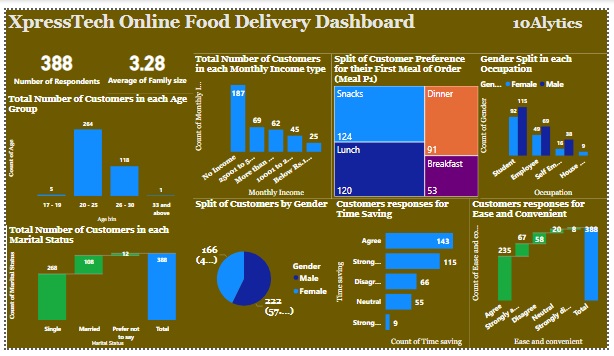 XpressTech Online Food Delivery Dashboard
10Alytics
388
Number of Respondents
3.28
Average of Family size
Total Number of Customers in each Age
Group
Count of Age
5
264
118
1
17 - 19
20 - 25
26 - 30
33 and
above
Age bin
Total Number of Customers
in each Monthly Income type
Count of Monthly I...
187
69
62
45
25
No Income
25001 to 5...
More than ...
10001 to 2...
Below Rs.1...
Monthly Income
Split of Customer Preference
for their First Meal of Order
(Meal P1)
Snacks
124
Dinner
91
Lunch
120
Breakfast
53
Gender Split in each
Occupation
Gen... Female Male
Count of Gender
92
115
49
69
16
38
9
Student
Employee
Self Em...
House ...
Occupation
Total Number of Customers in each
Marital Status
Count of Marital Status
268
108
12
388
Single
Married
Prefer not
to say
Total
Marital Status
Split of Customers by Gender
166
(4...)
222
(57....)
Gender
Male
Female
Customers responses for
Time Saving
Time saving
Agree
143
Strong...
115
Disagr...
66
Neutral
55
Strong...
9
Count of Time saving
Customers responses for
Ease and Convenient
Count of Ease and co...
235
67
58
20
8
388
Agree
Strongly a...
Disagree
Neutral
Strongly di...
Total
Ease and convenient